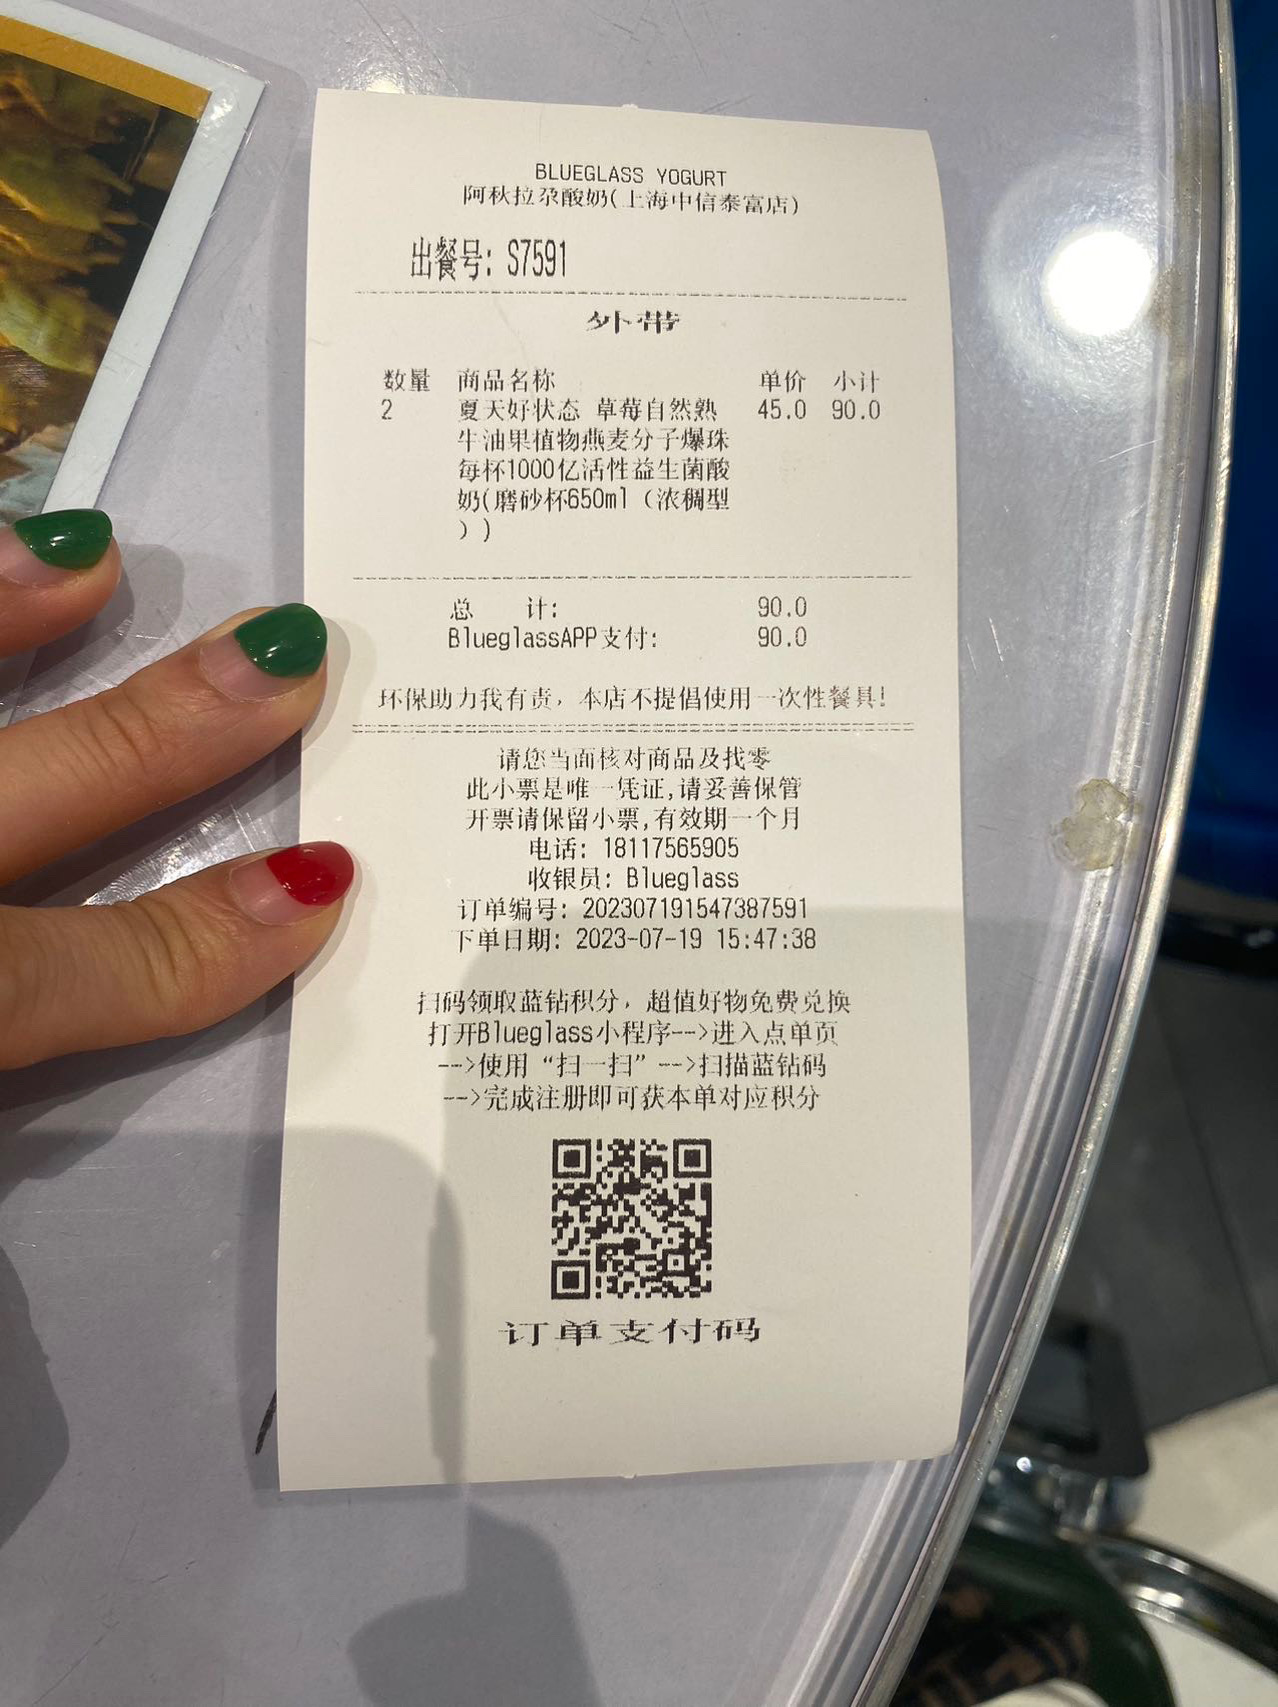 BLUEGLASS YOGURT
阿秋拉尕酸奶(上海中信泰富店)
出餐号: S7591
外带
数量 商品名称 单价 小计
2 夏天好状态 草莓自然熟 45.0 90.0
牛油果植物燕麦分子爆珠
每杯1000亿活性益生菌酸
奶(磨砂杯650ml（浓稠型
）)
总 计: 90.0
BlueglassAPP支付: 90.0
环保助力我有责，本店不提倡使用一次性餐具!
请您当面核对商品及找零
此小票是唯一凭证,请妥善保管
开票请保留小票,有效期一个月
电话: 18117565905
收银员: Blueglass
订单编号: 202307191547387591
下单日期: 2023-07-19 15:47:38
扫码领取蓝钻积分，超值好物免费兑换
打开Blueglass小程序-->进入点单页
-->使用“扫一扫”-->扫描蓝钻码
-->完成注册即可获本单对应积分
订单支付码